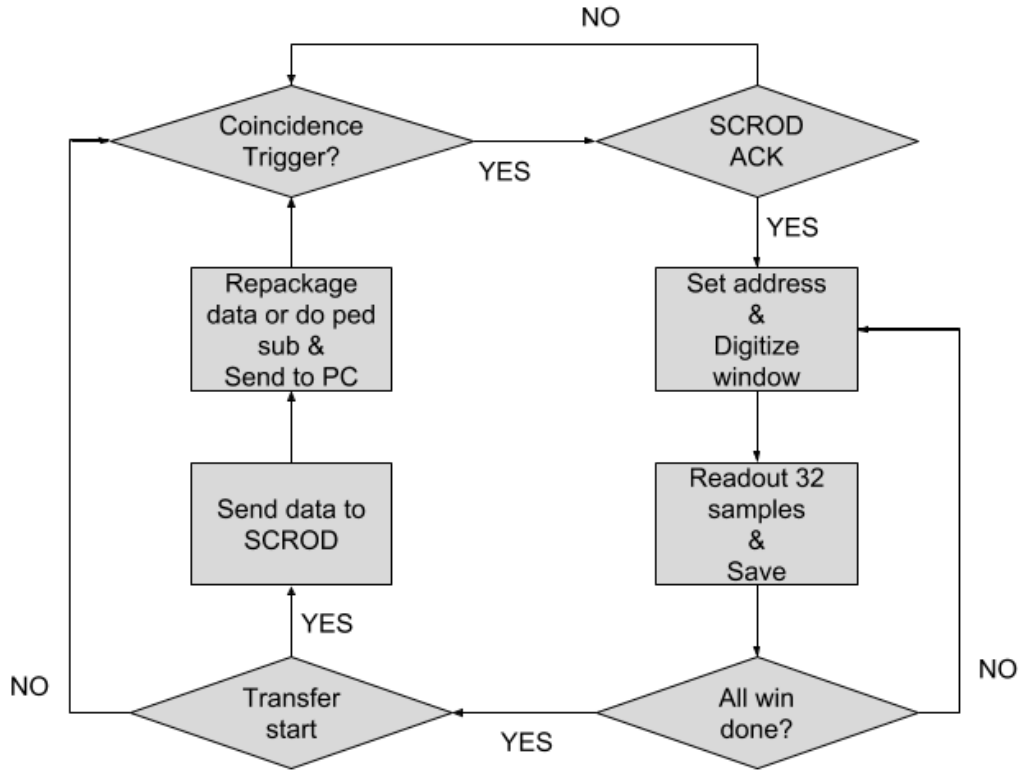 NO
Coincidence
Trigger?
YES
SCROD
ACK
YES
Repackage
data or do ped
sub &
Send to PC
Set address
&
Digitize
window
Send data to
SCROD
Readout 32
samples
&
Save
YES
NO
Transfer
start
YES
All win
done?
NO